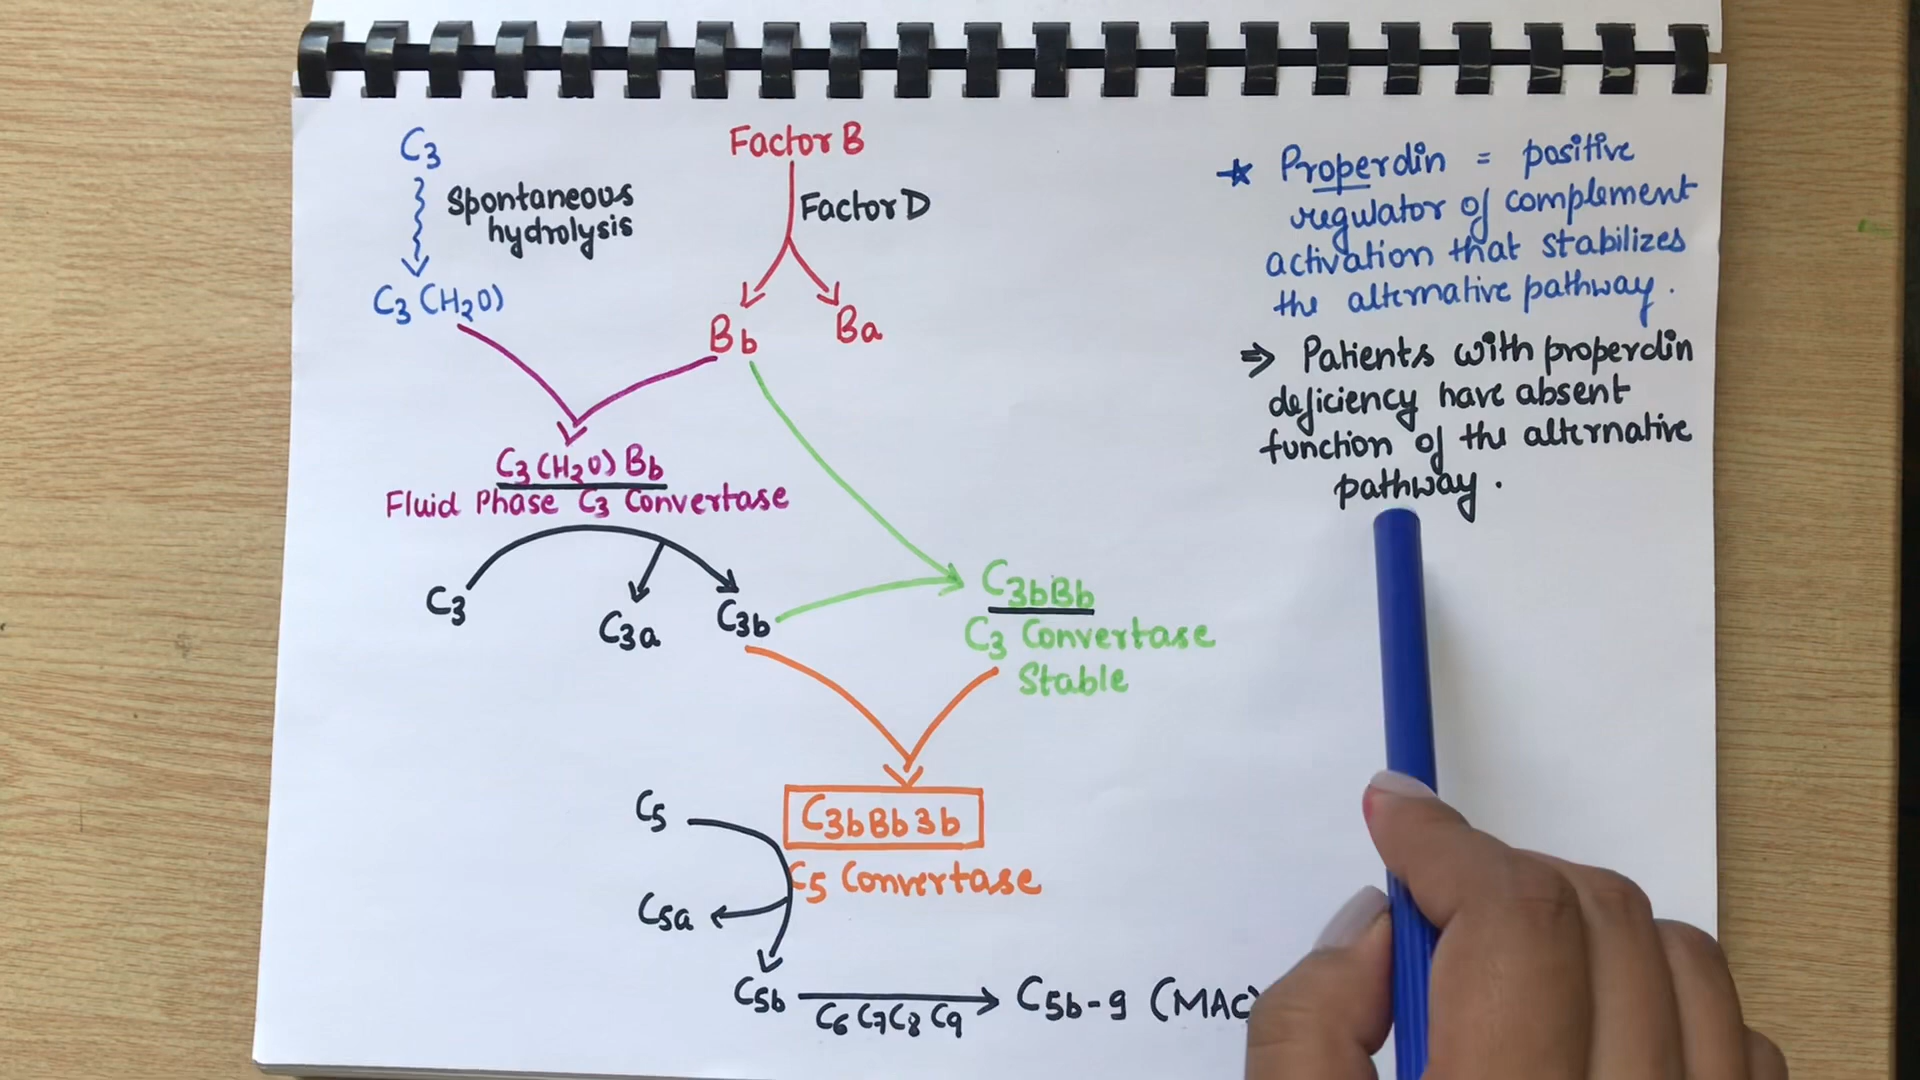 C3
Spontaneous
hydrolysis
C3 (H2O)
Factor B
Factor D
Bb
Ba
C3(H2O) Bb
Fluid Phase C3 Convertase
C3
C3a
C3b
C3bBb
C3 Convertase
Stable
C3bBb3b
C5 Convertase
C5
C5a
C5b
C6 C7 C8 C9
C5b-9 (MAC)
★ Properdin = positive
regulator of complement
activation that stabilizes
the alternative pathway.
⇒ Patients with properdin
deficiency have absent
function of the alternative
pathway.